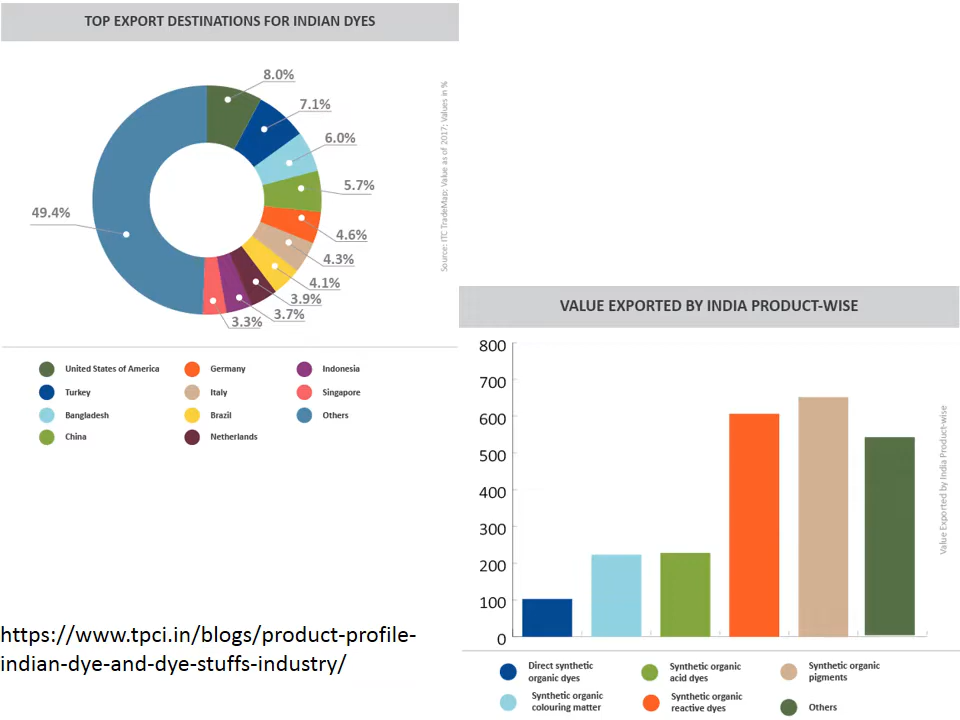 TOP EXPORT DESTINATIONS FOR INDIAN DYES
8.0%
7.1%
6.0%
5.7%
4.6%
4.3%
4.1%
3.9%
3.7%
3.3%
49.4%
Source: ITC TradeMap; Value as of 2017; Values in %
United States of America
Germany
Indonesia
Turkey
Italy
Singapore
Bangladesh
Brazil
Others
China
Netherlands
VALUE EXPORTED BY INDIA PRODUCT-WISE
800
700
600
500
400
300
200
100
0
Value Exported by India Product-wise
Direct synthetic
organic dyes
Synthetic organic
acid dyes
Synthetic organic
pigments
Synthetic organic
colouring matter
Synthetic organic
reactive dyes
Others
https://www.tpci.in/blogs/product-profile-
indian-dye-and-dye-stuffs-industry/